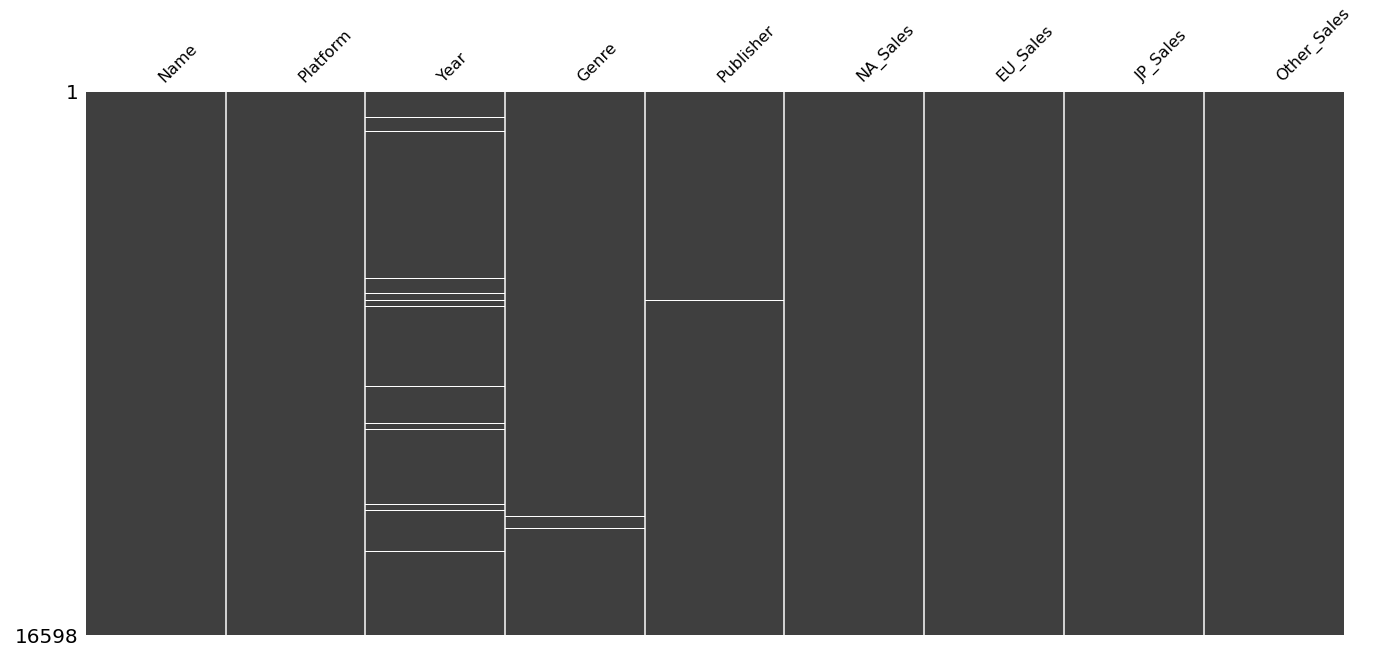 Name
Platform
Year
Genre
Publisher
NA_Sales
EU_Sales
JP_Sales
Other_Sales
1
16598